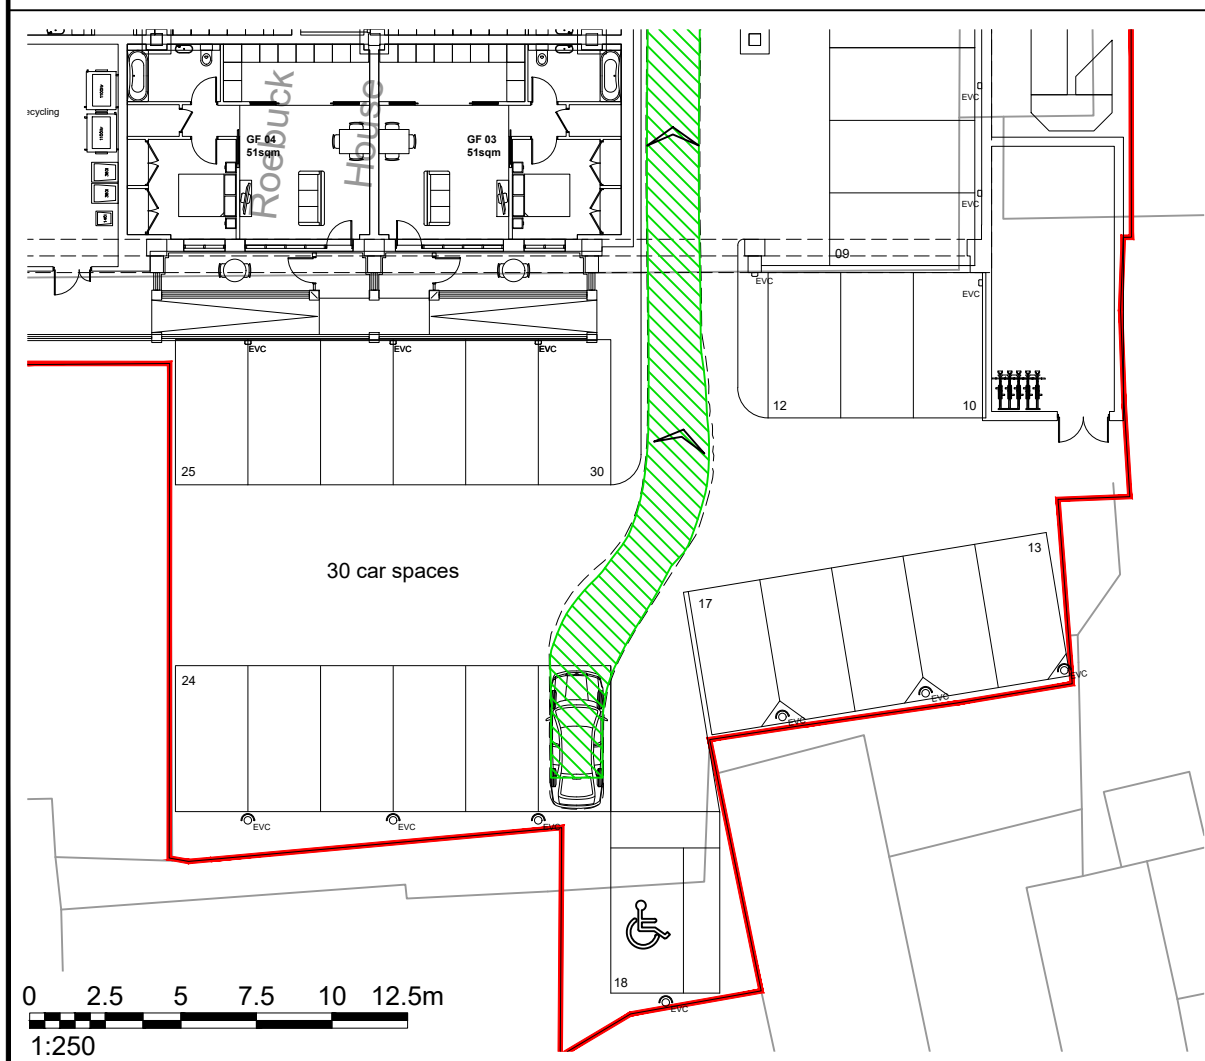 ecycling
Roebuck
House
GF 04
51sqm
GF 03
51sqm
EVC
EVC
09
EVC
EVC
EVC
EVC
EVC
12
10
25
30
30 car spaces
13
17
24
EVC
EVC
EVC
EVC
EVC
EVC
18
EVC
0 2.5 5 7.5 10 12.5m
1:250